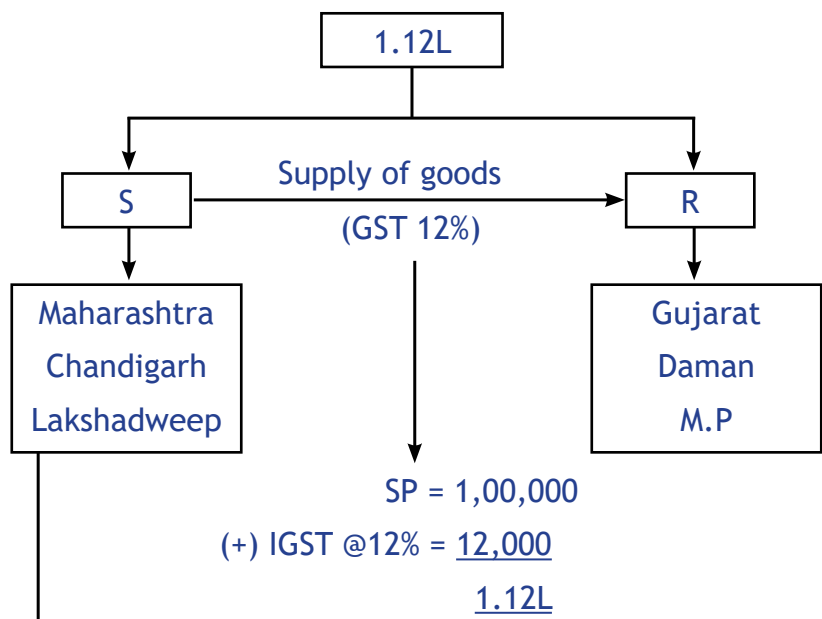 1.12L
S
Supply of goods
(GST 12%)
R
Maharashtra
Chandigarh
Lakshadweep
Gujarat
Daman
M.P
SP = 1,00,000
(+) IGST @12% = 12,000
1.12L